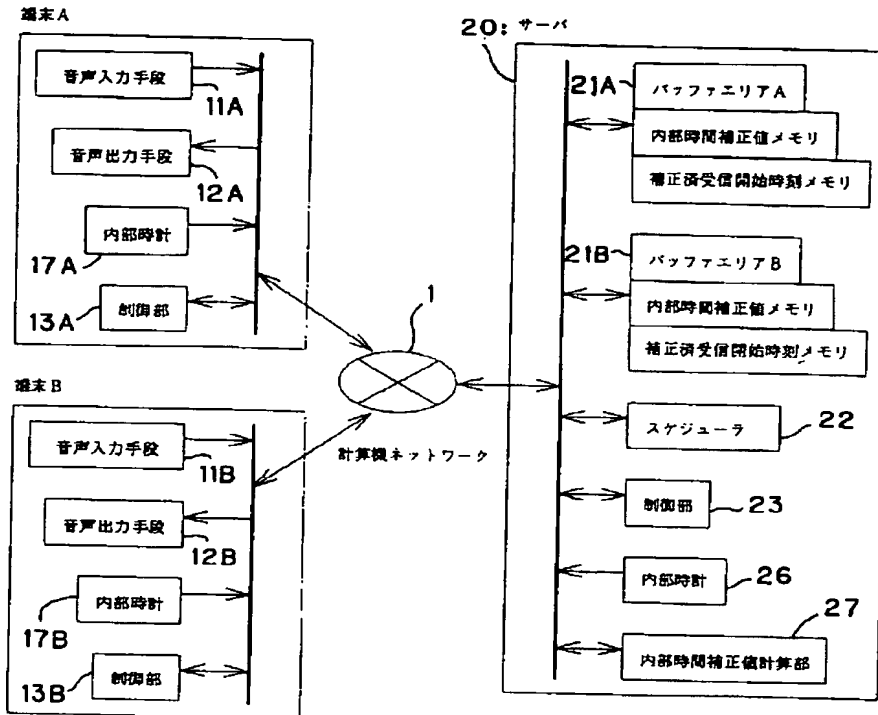 端末A
音声入力手段
11A
音声出力手段
12A
内部時計
17A
制御部
13A
端末B
音声入力手段
11B
音声出力手段
12B
内部時計
17B
制御部
13B
1
計算機ネットワーク
20: サーバ
21A
バッファエリアA
内部時間補正値メモリ
補正済受信開始時刻メモリ
21B
バッファエリアB
内部時間補正値メモリ
補正済受信開始時刻メモリ
スケジューラ
22
制御部
23
内部時計
26
27
内部時間補正値計算部